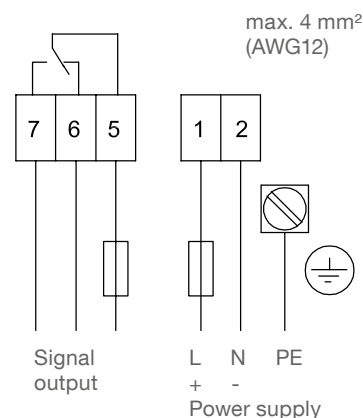 max. 4 mm²
(AWG12)
7 6 5 1 2
Signal
output
L N PE
+ -
Power supply